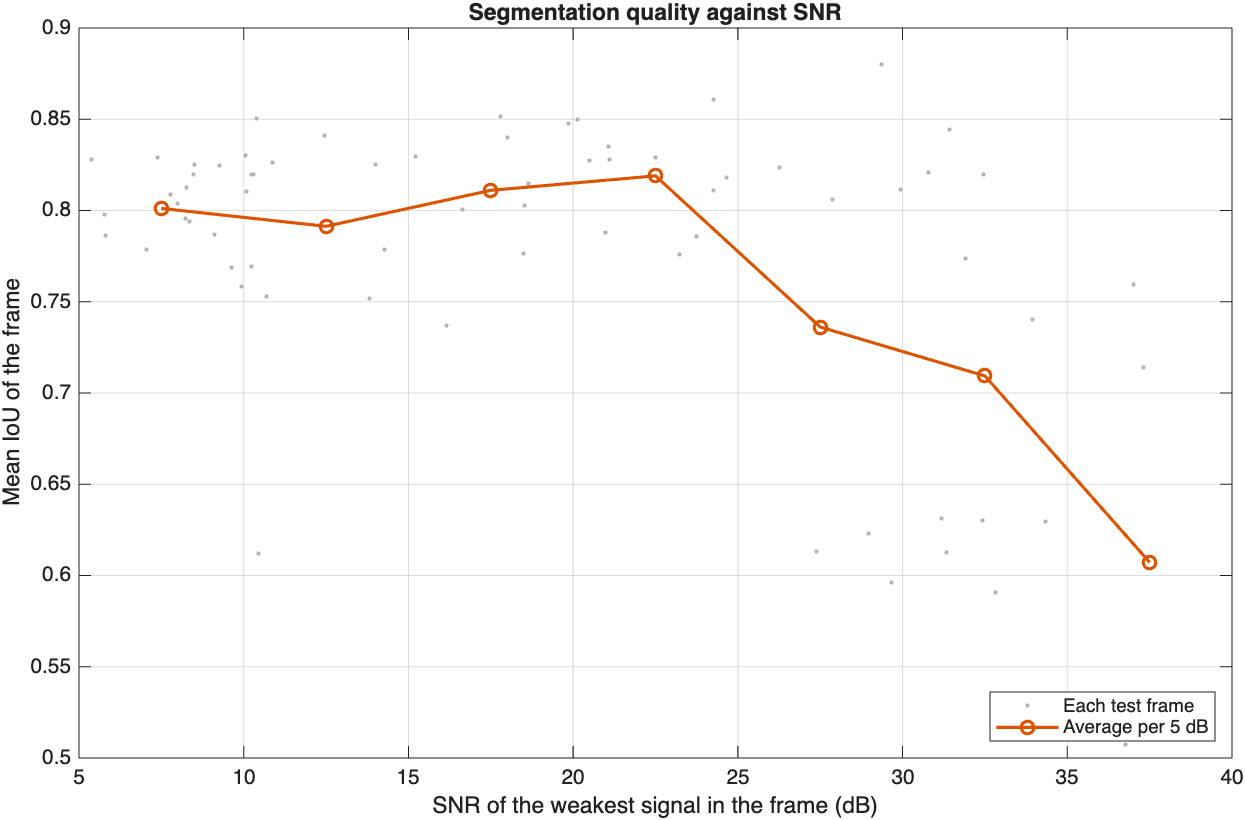 Segmentation quality against SNR
0.9
0.85
0.8
0.75
0.7
0.65
0.6
0.55
0.5
Mean IoU of the frame
5 10 15 20 25 30 35 40
SNR of the weakest signal in the frame (dB)
Each test frame
Average per 5 dB